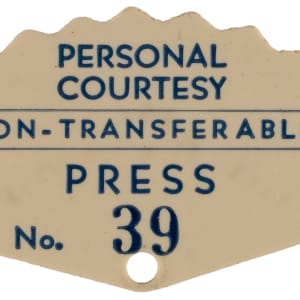 PERSONAL
COURTESY
ON-TRANSFERABL
PRESS
No. 39